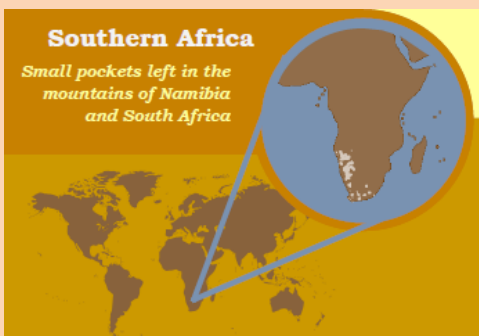 Southern Africa
Small pockets left in the
mountains of Namibia
and South Africa